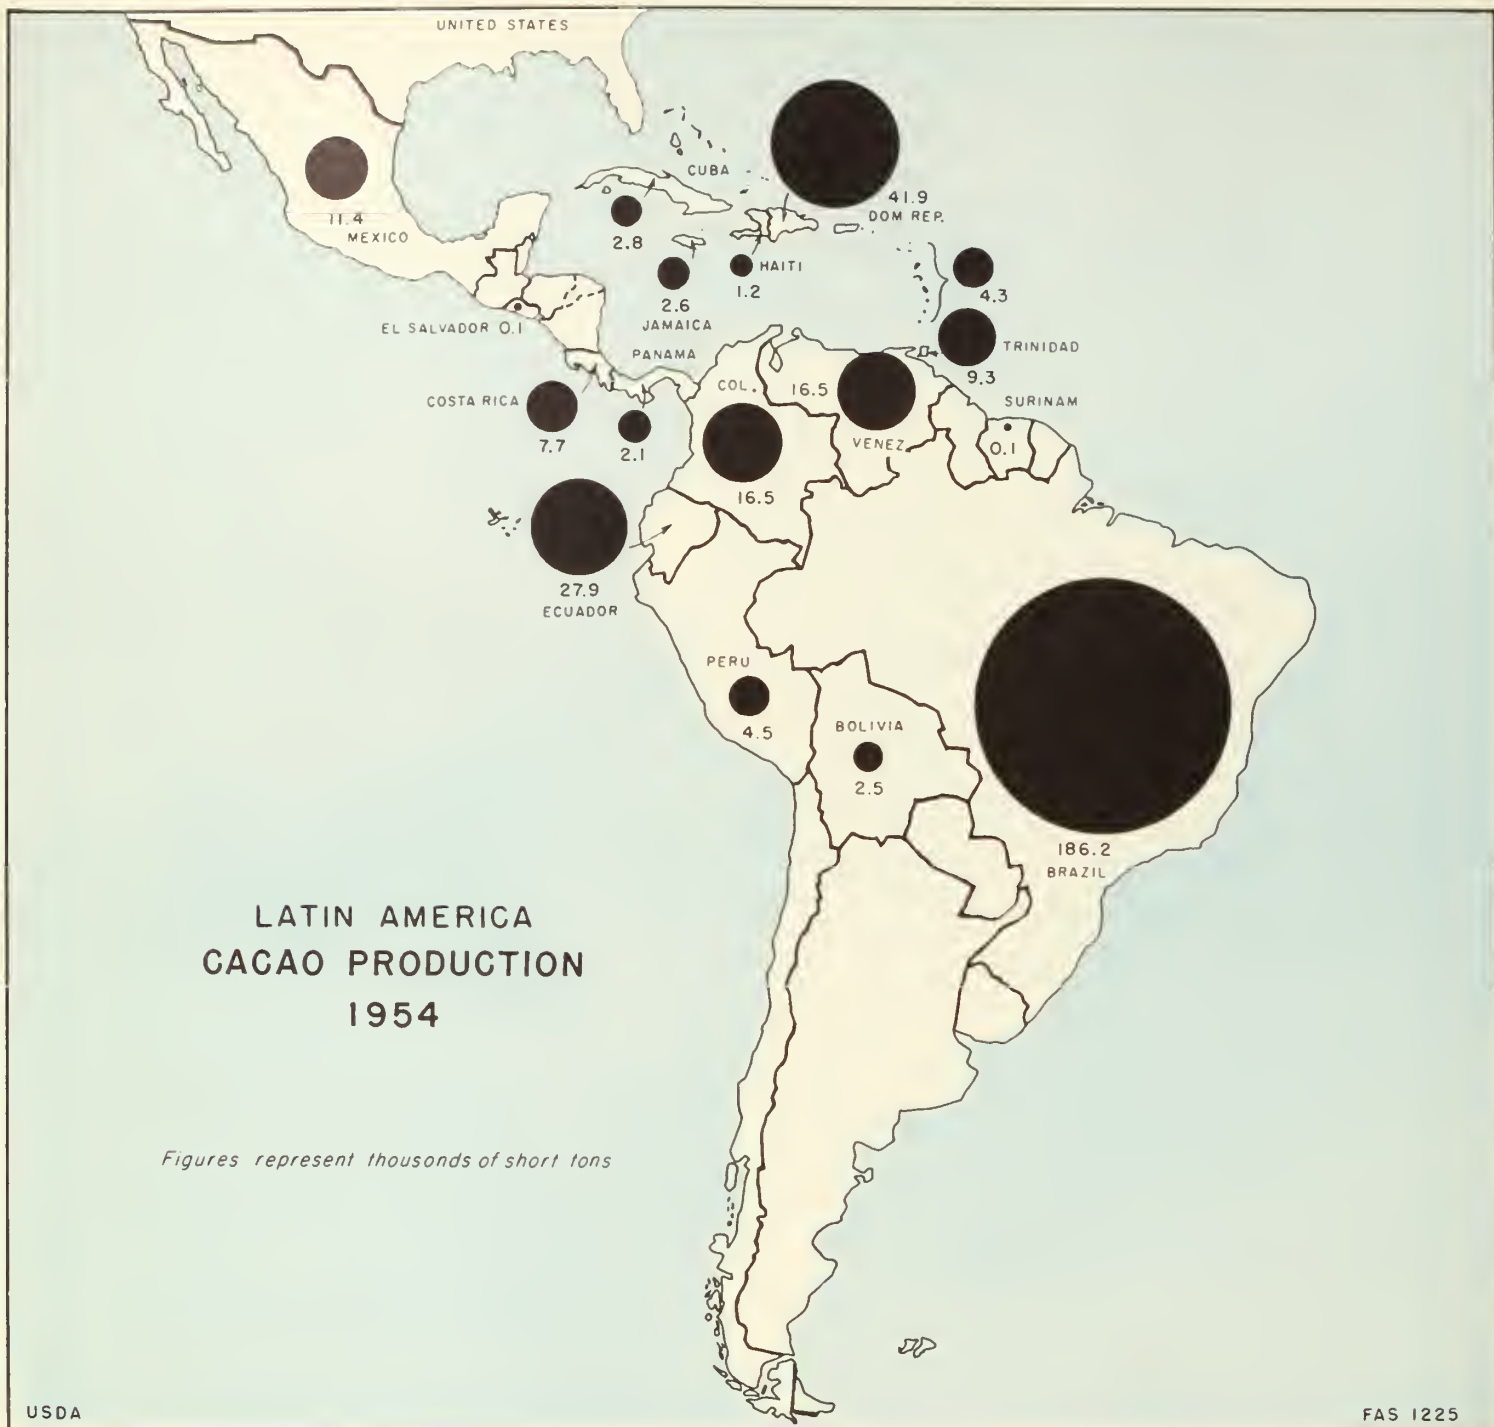 UNITED STATES
CUBA
41.9
DOM REP.
11.4
MEXICO
2.8
HAITI
1.2
4.3
2.6
JAMAICA
EL SALVADOR 0.1
PANAMA
TRINIDAD
9.3
COSTA RICA
7.7
2.1
COL.
16.5
16.5
VENEZ
SURINAM
0.1
27.9
ECUADOR
PERU
4.5
BOLIVIA
2.5
186.2
BRAZIL
LATIN AMERICA
CACAO PRODUCTION
1954
Figures represent thousands of short tons
USDA
FAS 1225